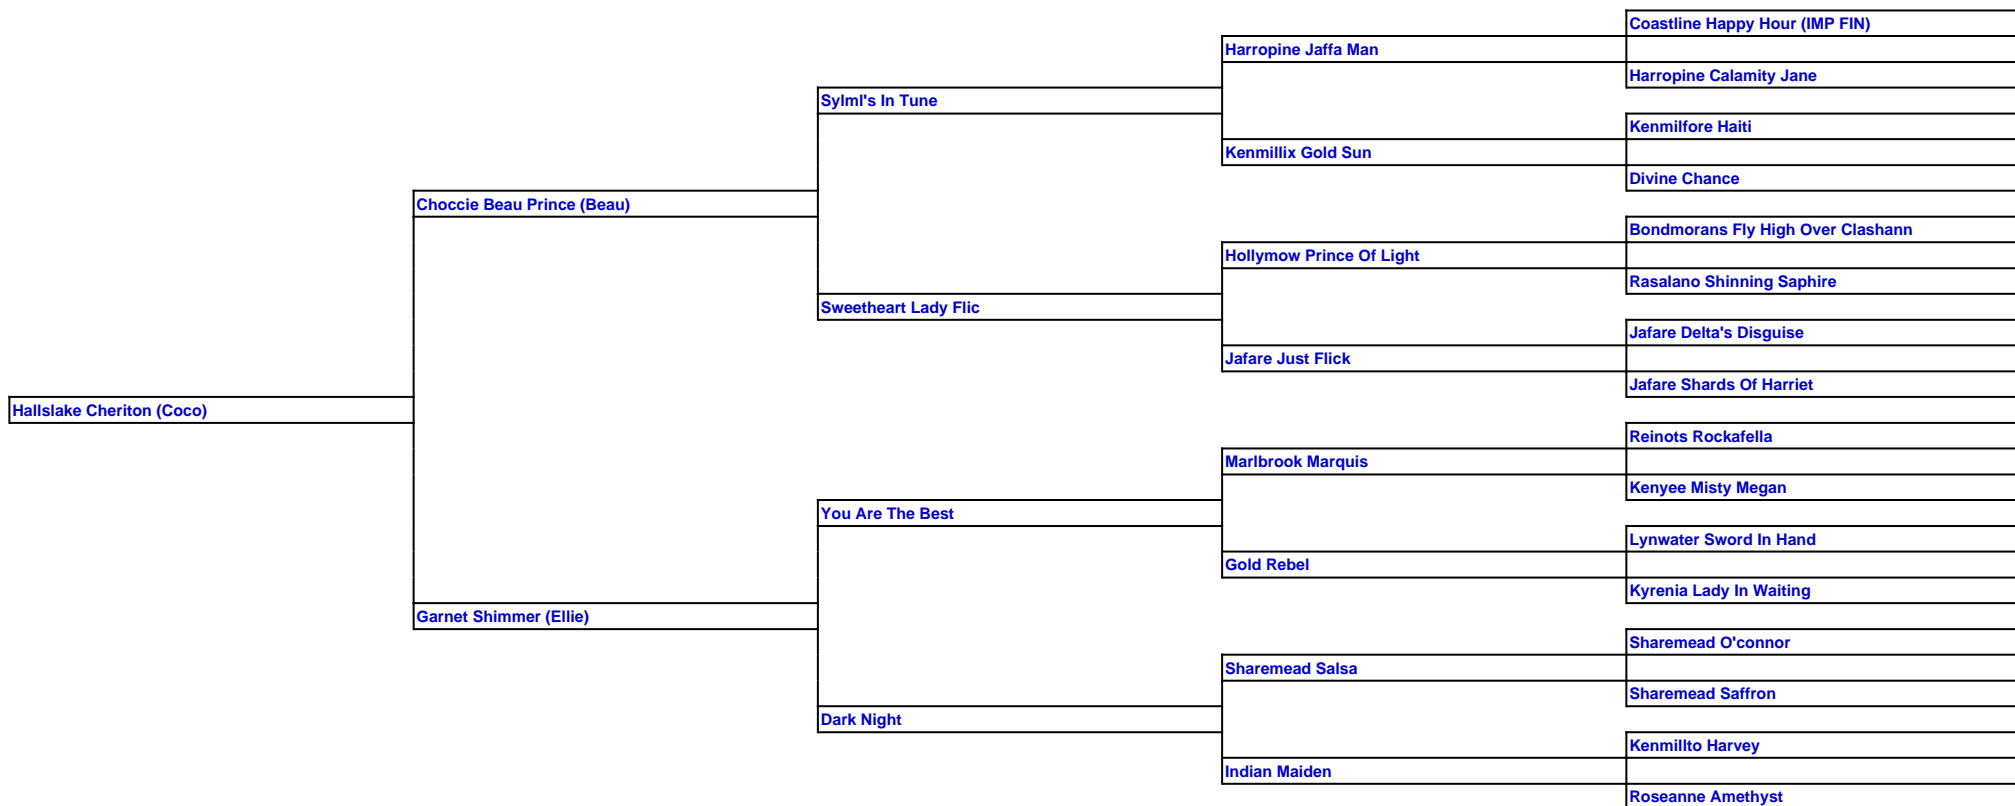 Coastline Happy Hour (IMP FIN)
Harropine Jaffa Man
Harropine Calamity Jane
Sylml's In Tune
Kenmilfore Haiti
Kenmillix Gold Sun
Divine Chance
Choccie Beau Prince (Beau)
Bondmorans Fly High Over Clashann
Hollymow Prince Of Light
Rasalano Shinning Saphire
Sweetheart Lady Flic
Jafare Delta's Disguise
Jafare Just Flick
Jafare Shards Of Harriet
Hallslake Cheriton (Coco)
Reinots Rockafella
Marlbrook Marquis
Kenyee Misty Megan
You Are The Best
Lynwater Sword In Hand
Gold Rebel
Kyrenia Lady In Waiting
Garnet Shimmer (Ellie)
Sharemead O'connor
Sharemead Salsa
Sharemead Saffron
Dark Night
Kenmillto Harvey
Indian Maiden
Roseanne Amethyst